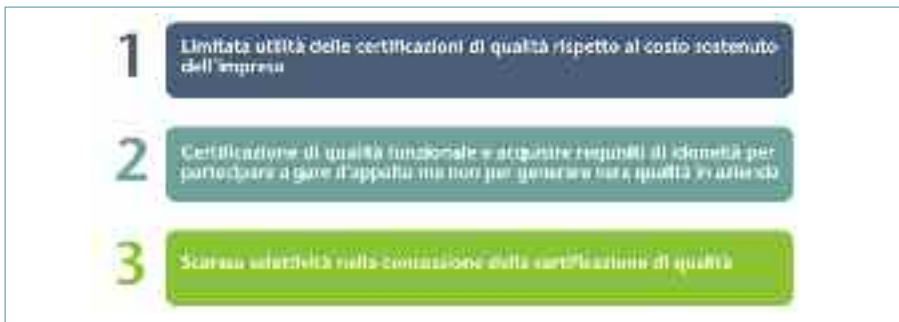 1
Limitata utilità delle certificazioni di qualità rispetto al costo sostenuto
dell'impresa
2
Certificazione di qualità funzionale e acquisire requisiti di idoneità per
partecipare a gare d'appalto ma non per generare vera qualità in azienda
3
Scarsa selettività nella concessione della certificazione di qualità